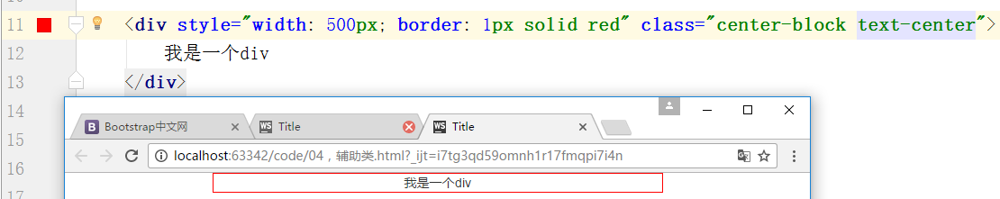 11 <div style="width: 500px; border: 1px solid red" class="center-block text-center">
12 我是一个div
13 </div>
14
15
16
17
Bootstrap中文网 WS Title WS Title
localhost:63342/code/04，辅助类.html?_ijt=i7tg3qd59omnh1r17fmqpi7i4n
我是一个div